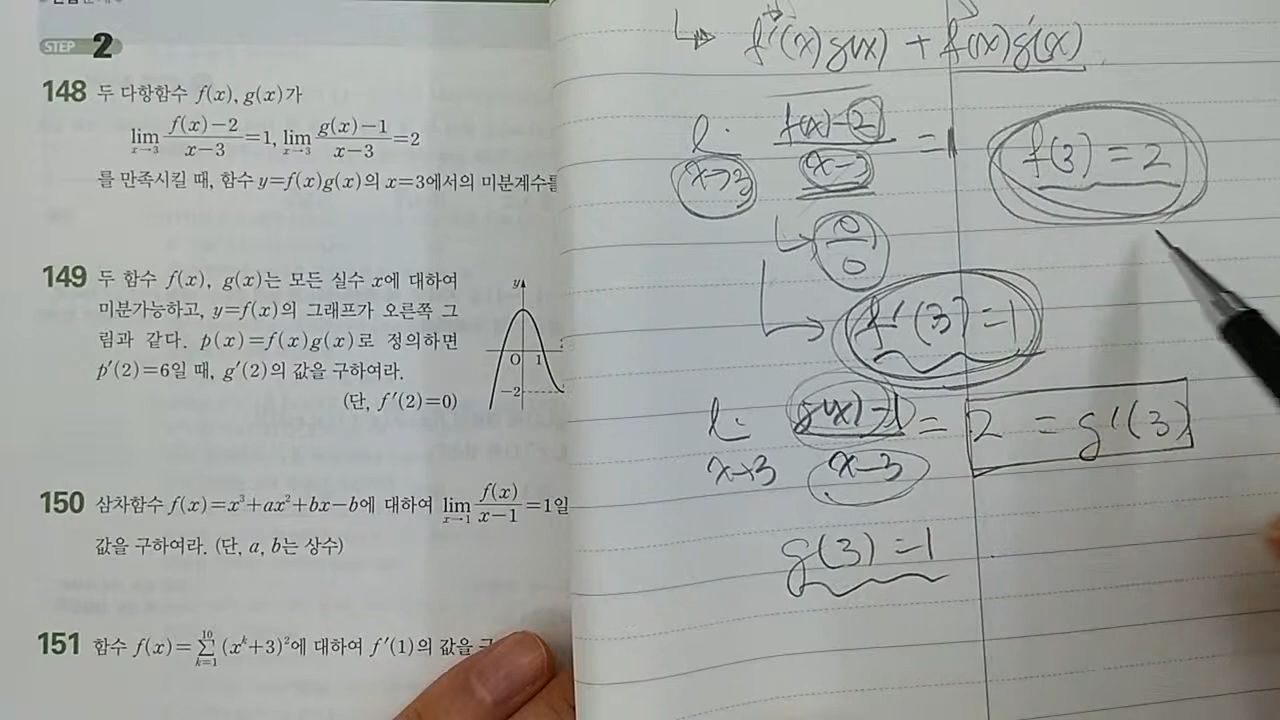 STEP 2
148 두 다항함수 f(x), g(x)가
lim x→3 f(x)−2 / x−3 =1, lim x→3 g(x)−1 / x−3 =2
를 만족시킬 때, 함수 y=f(x)g(x)의 x=3에서의 미분계수를
149 두 함수 f(x), g(x)는 모든 실수 x에 대하여
미분가능하고, y=f(x)의 그래프가 오른쪽 그
림과 같다. p(x)=f(x)g(x)로 정의하면
p′(2)=6일 때, g′(2)의 값을 구하여라.
(단, f′(2)=0)
y
O 1
−2
150 삼차함수 f(x)=x³+ax²+bx−b에 대하여 lim x→1 f(x) / x−1 =1일
값을 구하여라. (단, a, b는 상수)
151 함수 f(x)= 10 Σ k=1 (xᵏ+3)²에 대하여 f′(1)의 값을
f′(x)g(x) + f(x)g′(x)
x→3 f(x)−2 / x−3 =1 f(3)=2
0/0
f′(3)=1
x→3 g(x)−1 / x−3 = 2 = g′(3)
g(3)=1